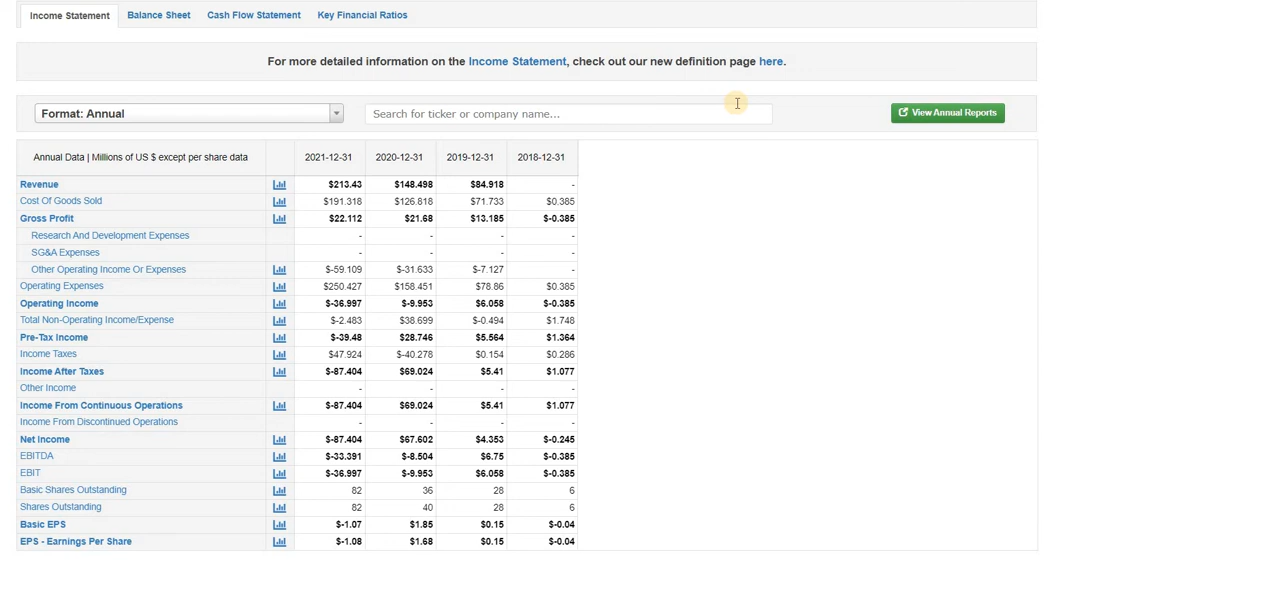 Income Statement Balance Sheet Cash Flow Statement Key Financial Ratios
For more detailed information on the Income Statement, check out our new definition page here.
Format: Annual Search for ticker or company name... View Annual Reports
Annual Data | Millions of US $ except per share data 2021-12-31 2020-12-31 2019-12-31 2018-12-31
Revenue $213.43 $148.498 $84.918 -
Cost Of Goods Sold $191.318 $126.818 $71.733 $0.385
Gross Profit $22.112 $21.68 $13.185 $-0.385
Research And Development Expenses - - - -
SG&A Expenses - - - -
Other Operating Income Or Expenses $-59.109 $-31.633 $-7.127 -
Operating Expenses $250.427 $158.451 $78.86 $0.385
Operating Income $-36.997 $-9.953 $6.058 $-0.385
Total Non-Operating Income/Expense $-2.483 $38.699 $-0.494 $1.748
Pre-Tax Income $-39.48 $28.746 $5.564 $1.364
Income Taxes $47.924 $-40.278 $0.154 $0.286
Income After Taxes $-87.404 $69.024 $5.41 $1.077
Other Income - - - -
Income From Continuous Operations $-87.404 $69.024 $5.41 $1.077
Income From Discontinued Operations - - - -
Net Income $-87.404 $67.602 $4.353 $-0.245
EBITDA $-33.391 $-8.504 $6.75 $-0.385
EBIT $-36.997 $-9.953 $6.058 $-0.385
Basic Shares Outstanding 82 36 28 6
Shares Outstanding 82 40 28 6
Basic EPS $-1.07 $1.85 $0.15 $-0.04
EPS - Earnings Per Share $-1.08 $1.68 $0.15 $-0.04